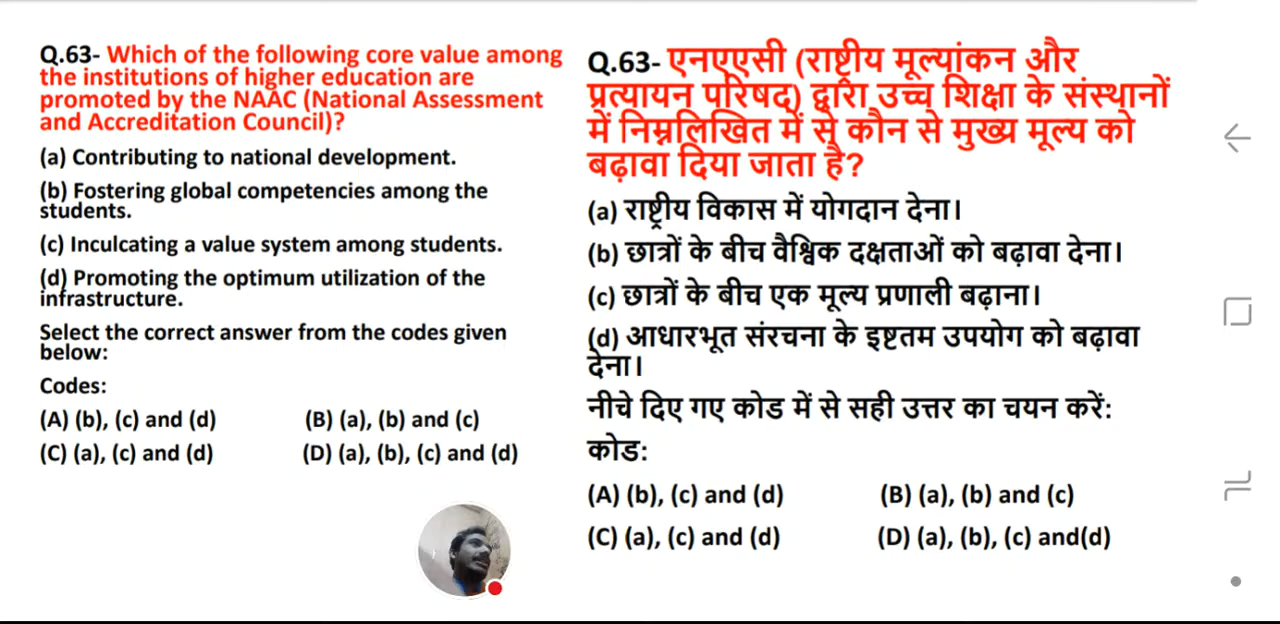 Q.63- Which of the following core value among
the institutions of higher education are
promoted by the NAAC (National Assessment
and Accreditation Council)?
(a) Contributing to national development.
(b) Fostering global competencies among the
students.
(c) Inculcating a value system among students.
(d) Promoting the optimum utilization of the
infrastructure.
Select the correct answer from the codes given
below:
Codes:
(A) (b), (c) and (d) (B) (a), (b) and (c)
(C) (a), (c) and (d) (D) (a), (b), (c) and (d)
Q.63- एनएएसी (राष्ट्रीय मूल्यांकन और
प्रत्यायन परिषद) द्वारा उच्च शिक्षा के संस्थानों
में निम्नलिखित में से कौन से मुख्य मूल्य को
बढ़ावा दिया जाता है?
(a) राष्ट्रीय विकास में योगदान देना।
(b) छात्रों के बीच वैश्विक दक्षताओं को बढ़ावा देना।
(c) छात्रों के बीच एक मूल्य प्रणाली बढ़ाना।
(d) आधारभूत संरचना के इष्टतम उपयोग को बढ़ावा
देना।
नीचे दिए गए कोड में से सही उत्तर का चयन करें:
कोड:
(A) (b), (c) and (d) (B) (a), (b) and (c)
(C) (a), (c) and (d) (D) (a), (b), (c) and(d)